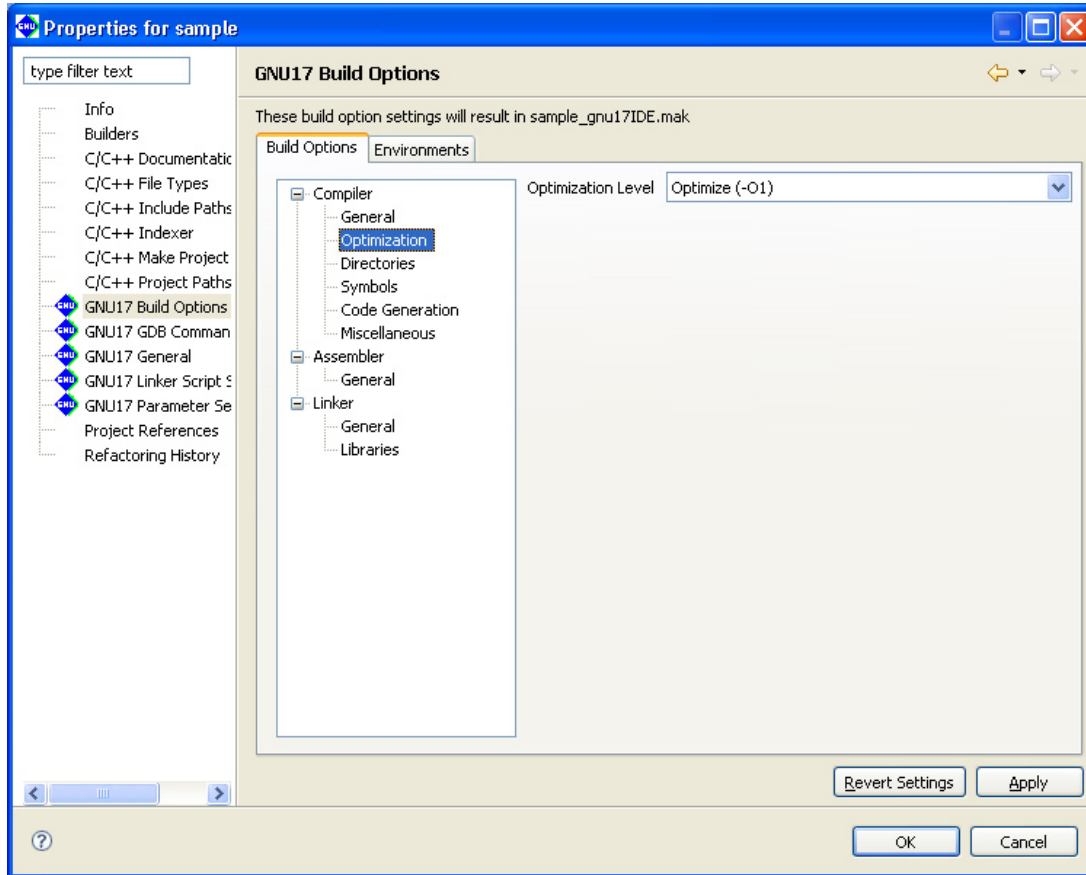 Properties for sample
type filter text
Info
Builders
C/C++ Documentatic
C/C++ File Types
C/C++ Include Paths
C/C++ Indexer
C/C++ Make Project
C/C++ Project Paths
GNU17 Build Options
GNU17 GDB Comman
GNU17 General
GNU17 Linker Script S
GNU17 Parameter Se
Project References
Refactoring History
GNU17 Build Options
These build option settings will result in sample_gnu17IDE.mak
Build Options Environments
Compiler
General
Optimization
Directories
Symbols
Code Generation
Miscellaneous
Assembler
General
Linker
General
Libraries
Optimization Level Optimize (-O1)
Revert Settings Apply
OK Cancel